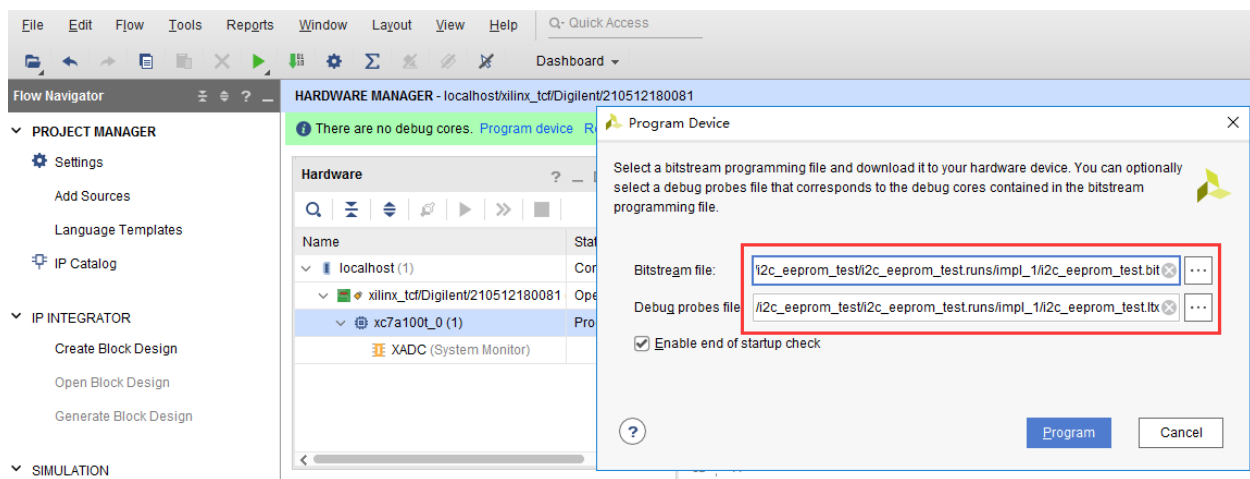 File Edit Flow Tools Reports Window Layout View Help Q- Quick Access
Dashboard
Flow Navigator ? _
HARDWARE MANAGER - localhost/xilinx_tcf/Digilent/210512180081
PROJECT MANAGER
Settings
Add Sources
Language Templates
IP Catalog
IP INTEGRATOR
Create Block Design
Open Block Design
Generate Block Design
SIMULATION
There are no debug cores. Program device
Hardware ? _
Name
localhost (1)
xilinx_tcf/Digilent/210512180081
xc7a100t_0 (1)
XADC (System Monitor)
Program Device
Select a bitstream programming file and download it to your hardware device. You can optionally
select a debug probes file that corresponds to the debug cores contained in the bitstream
programming file.
Bitstream file: /i2c_eeprom_test/i2c_eeprom_test.runs/impl_1/i2c_eeprom_test.bit ...
Debug probes file /i2c_eeprom_test/i2c_eeprom_test.runs/impl_1/i2c_eeprom_test.ltx ...
Enable end of startup check
? Program Cancel